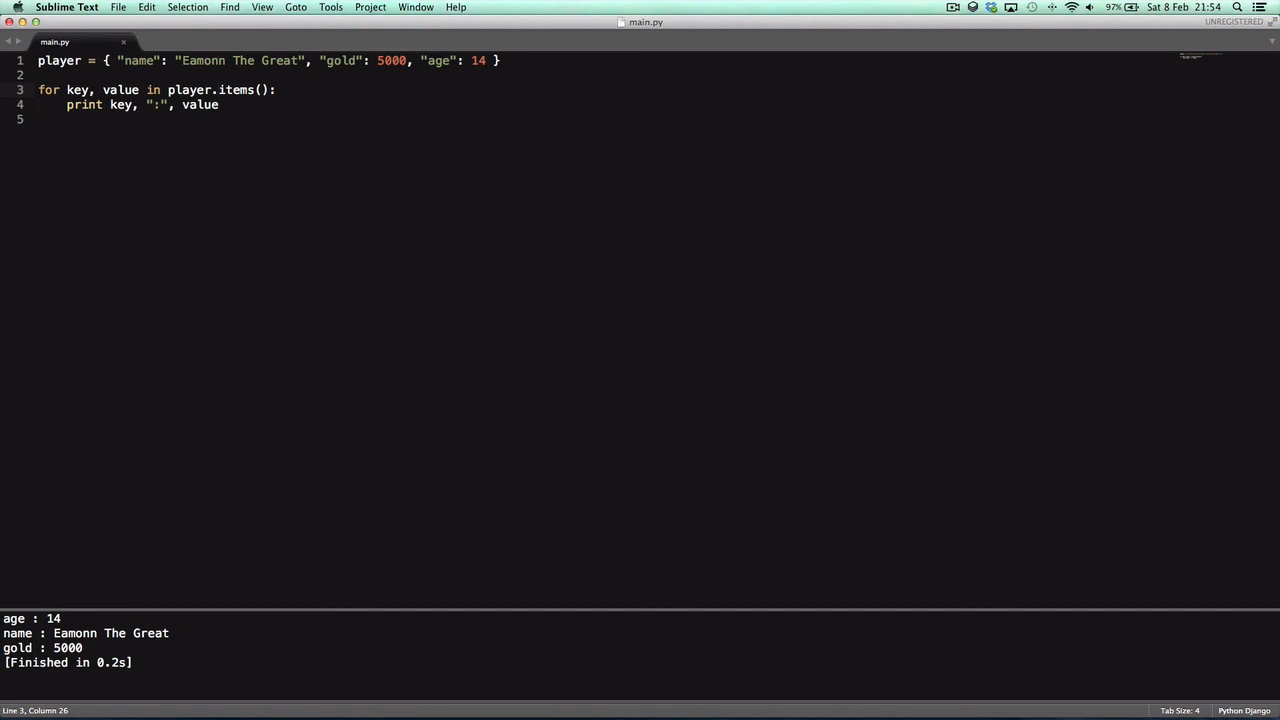 Sublime Text File Edit Selection Find View Goto Tools Project Window Help 97% Sat 8 Feb 21:54
main.py UNREGISTERED
main.py
1 player = { "name": "Eamonn The Great", "gold": 5000, "age": 14 }
2
3 for key, value in player.items():
4     print key, ":", value
5
age : 14
name : Eamonn The Great
gold : 5000
[Finished in 0.2s]
Line 3, Column 26 Tab Size: 4 Python Django